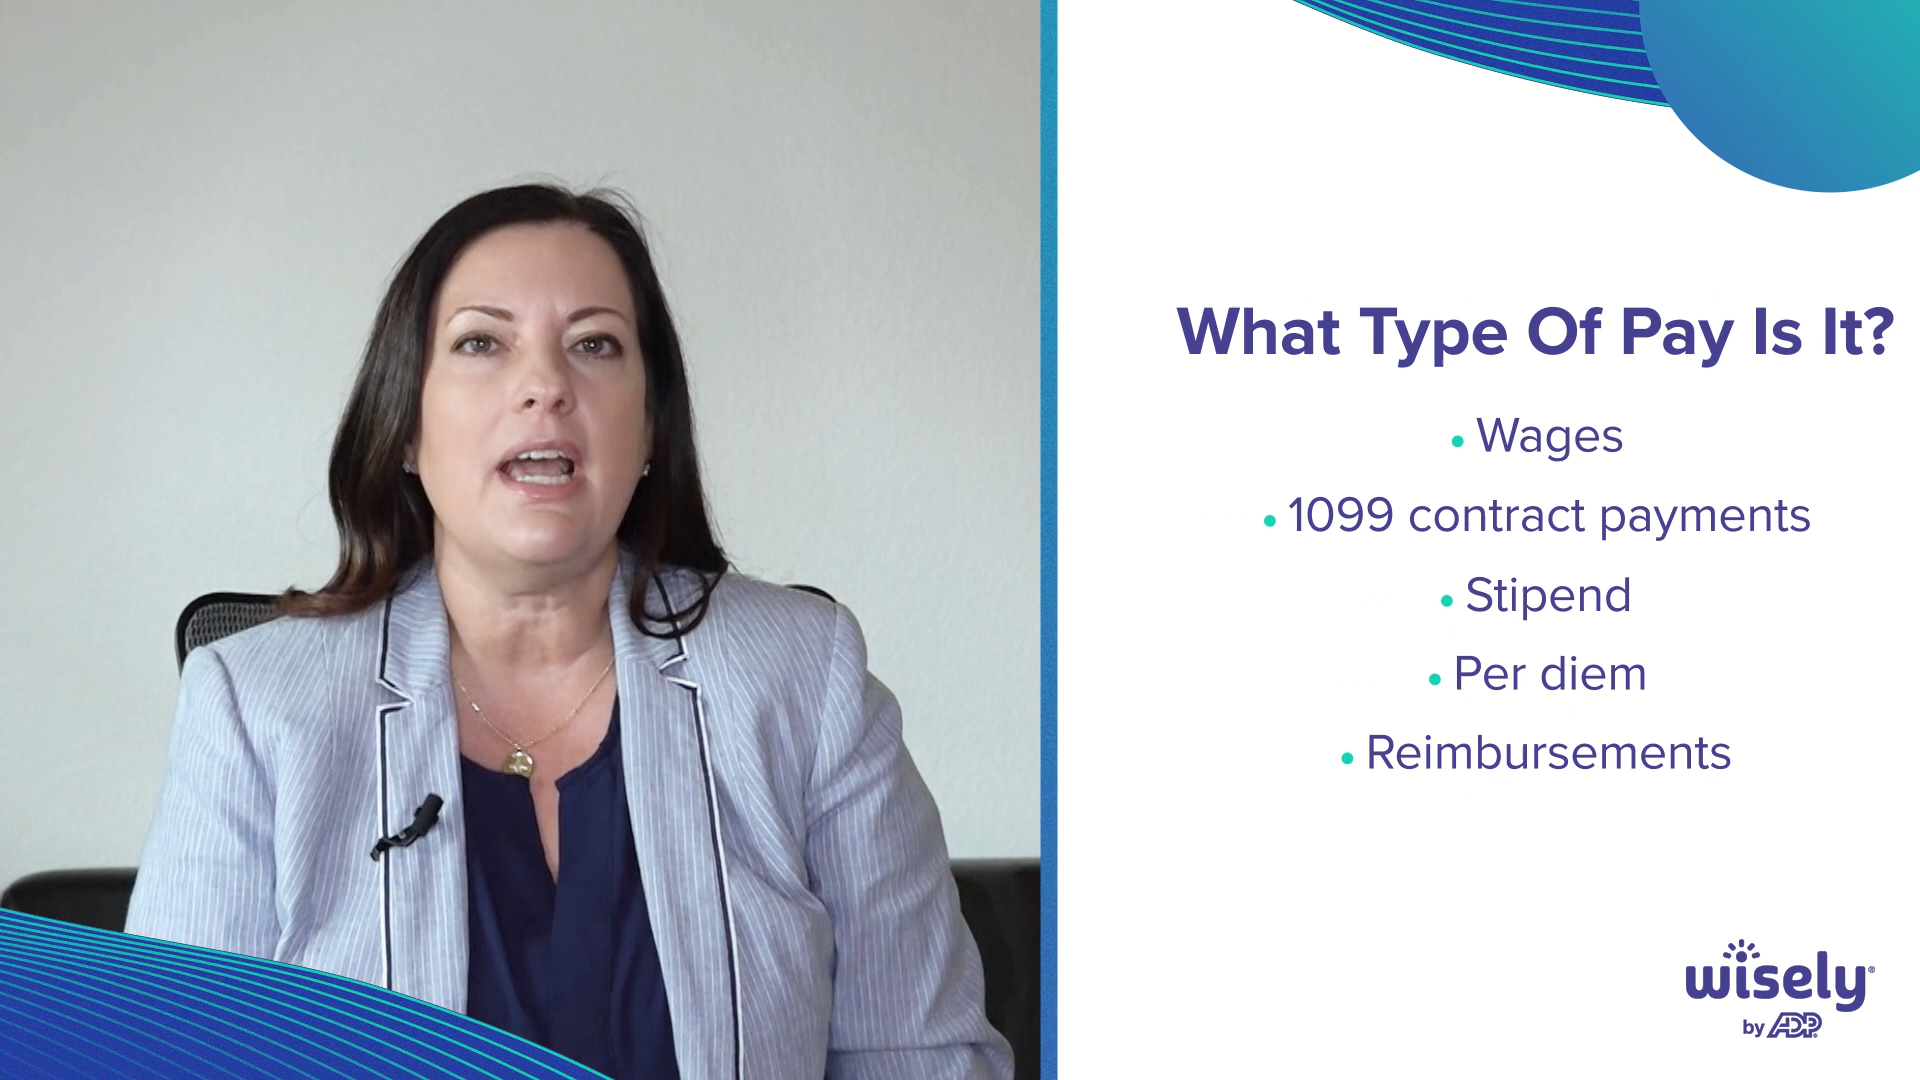 What Type Of Pay Is It?
• Wages
• 1099 contract payments
• Stipend
• Per diem
• Reimbursements
wisely®
by ADP